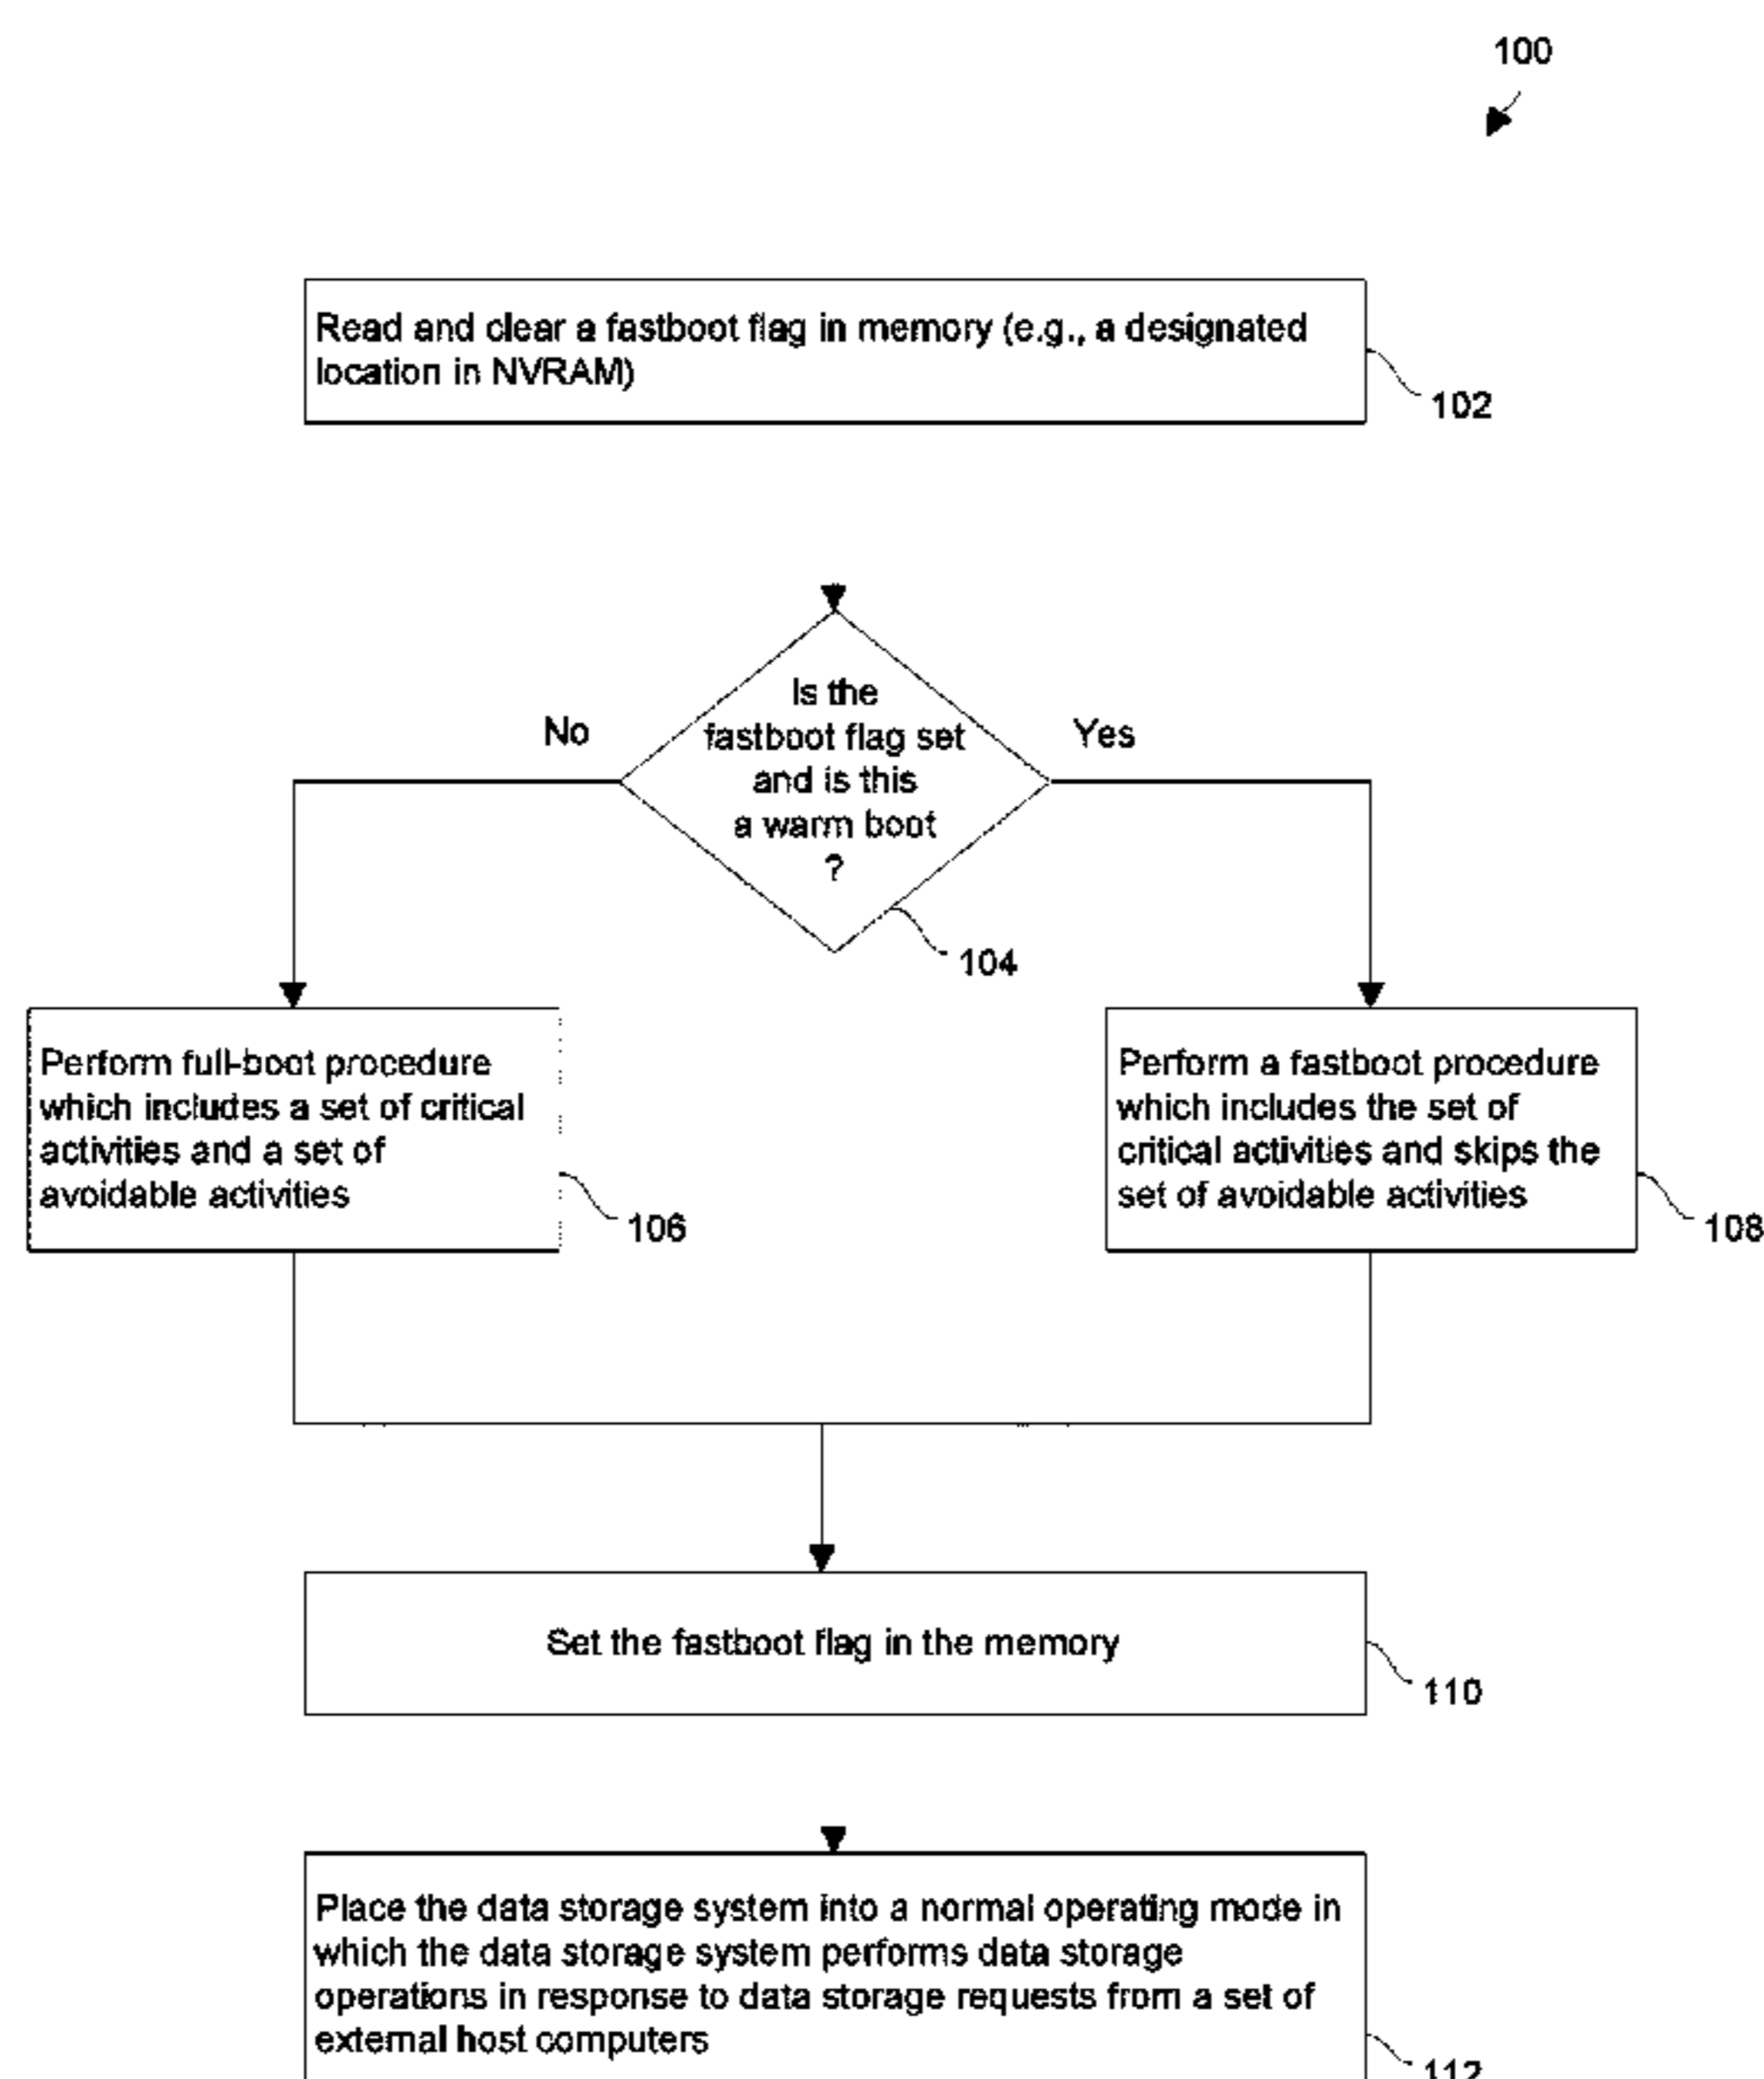 100
Read and clear a fastboot flag in memory (e.g., a designated
location in NVRAM)
102
Is the
fastboot flag set
and is this
a warm boot
?
No
Yes
104
Perform full-boot procedure
which includes a set of critical
activities and a set of
avoidable activities
106
Perform a fastboot procedure
which includes the set of
critical activities and skips the
set of avoidable activities
108
Set the fastboot flag in the memory
110
Place the data storage system into a normal operating mode in
which the data storage system performs data storage
operations in response to data storage requests from a set of
external host computers
112